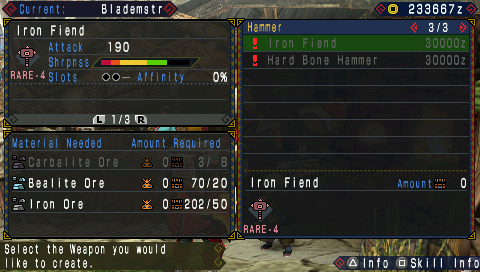 Current: Blademstr
233667z
Iron Fiend
Attack 190
Shrpnss
RARE-4
Slots Affinity 0%
L 1/3 R
Material Needed Amount Required
Carbalite Ore 0 3/ 8
Bealite Ore 0 70/20
Iron Ore 0 202/50
Select the Weapon you would
like to create.
Hammer 3/3
Iron Fiend 30000z
Hard Bone Hammer 30000z
Iron Fiend Amount 0
RARE-4
Info Skill Info